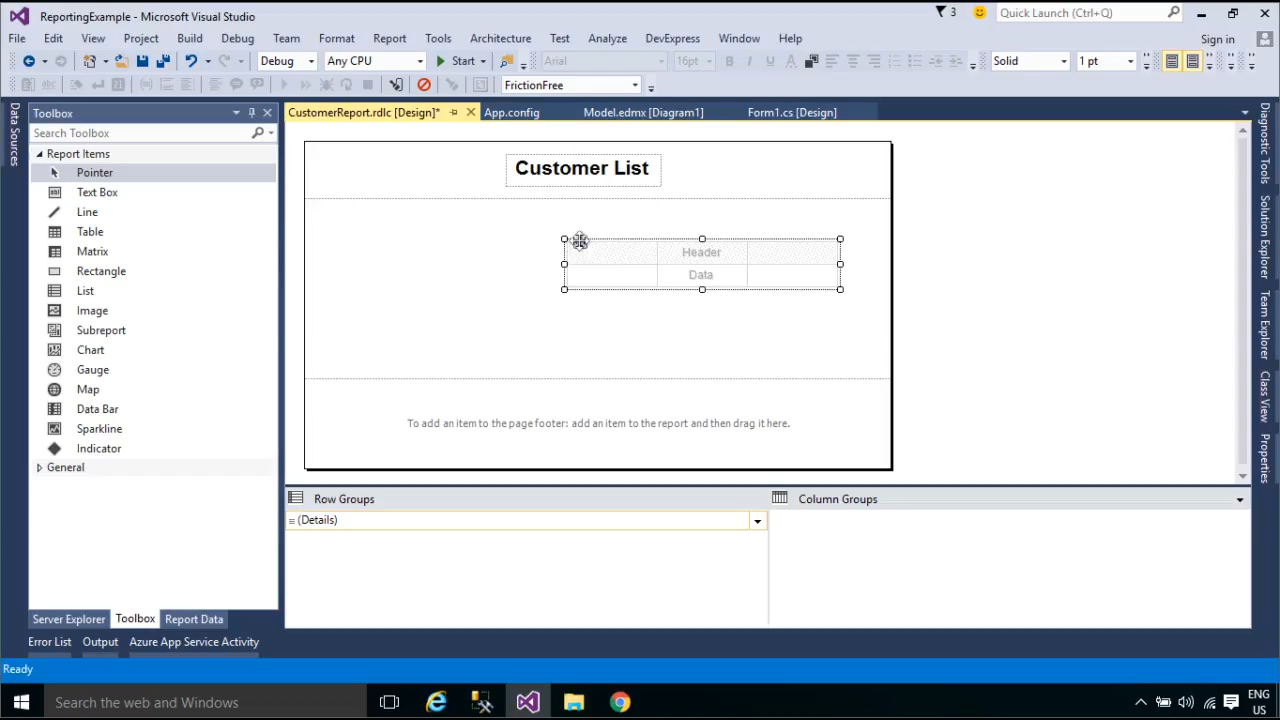 ReportingExample - Microsoft Visual Studio
3
Quick Launch (Ctrl+Q)
File Edit View Project Build Debug Team Format Report Tools Architecture Test Analyze DevExpress Window Help
Sign in
Debug Any CPU Start Arial 16pt B I U A Solid 1 pt
FrictionFree
Data Sources
Toolbox
Search Toolbox
Report Items
Pointer
Text Box
Line
Table
Matrix
Rectangle
List
Image
Subreport
Chart
Gauge
Map
Data Bar
Sparkline
Indicator
General
Server Explorer Toolbox Report Data
CustomerReport.rdlc [Design]* App.config Model.edmx [Diagram1] Form1.cs [Design]
Customer List
Header
Data
To add an item to the page footer: add an item to the report and then drag it here.
Row Groups
Column Groups
(Details)
Diagnostic Tools
Solution Explorer
Team Explorer
Class View
Properties
Error List Output Azure App Service Activity
Ready
Search the web and Windows
ENG
US